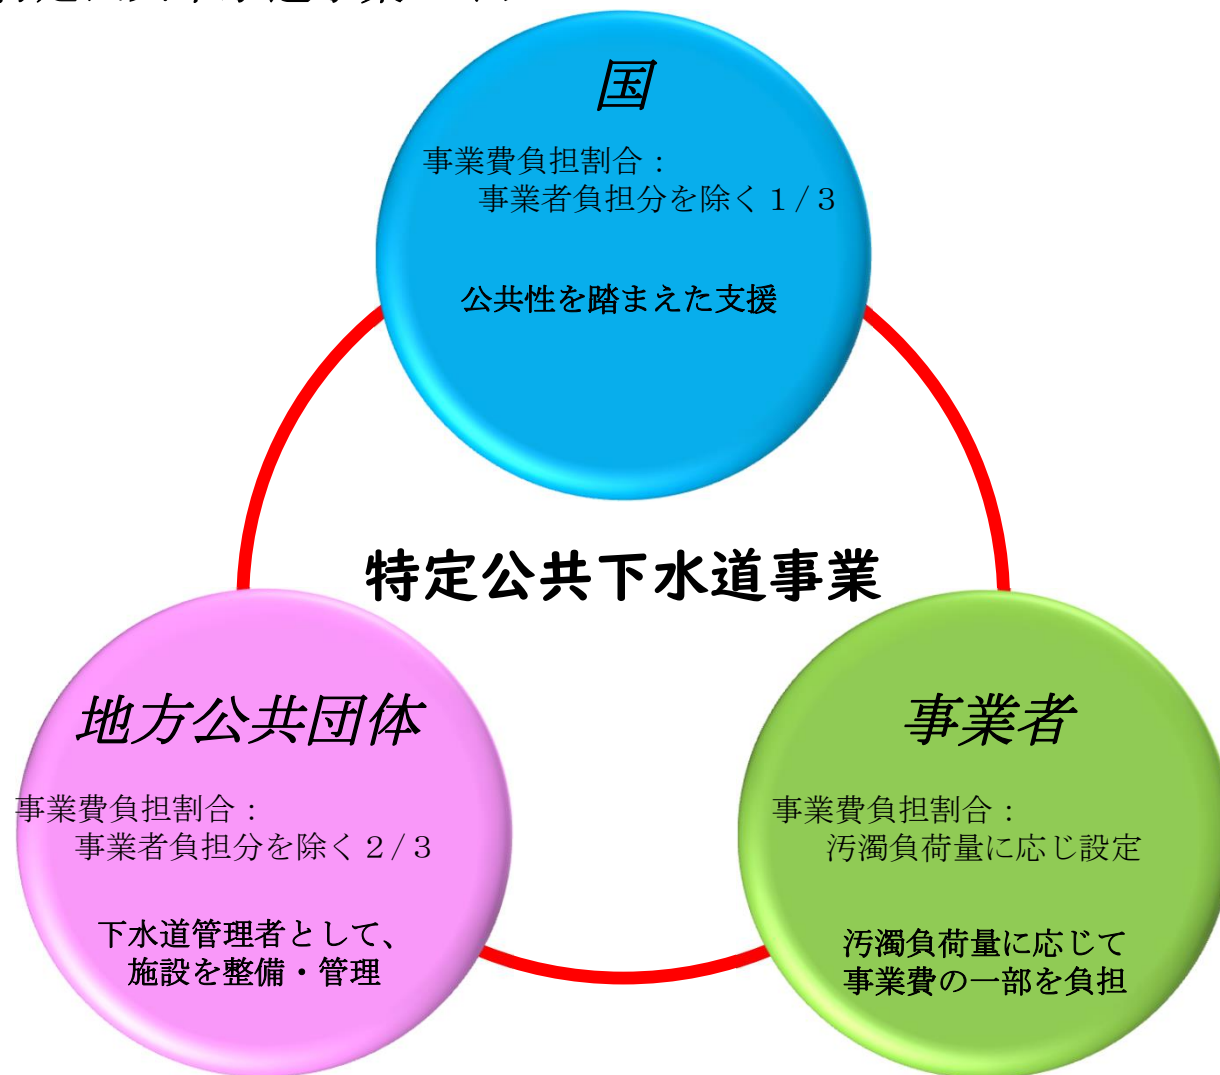 国
事業費負担割合：
事業者負担分を除く１/３
公共性を踏まえた支援
特定公共下水道事業
地方公共団体
事業費負担割合：
事業者負担分を除く２/３
下水道管理者として、
施設を整備・管理
事業者
事業費負担割合：
汚濁負荷量に応じ設定
汚濁負荷量に応じて
事業費の一部を負担